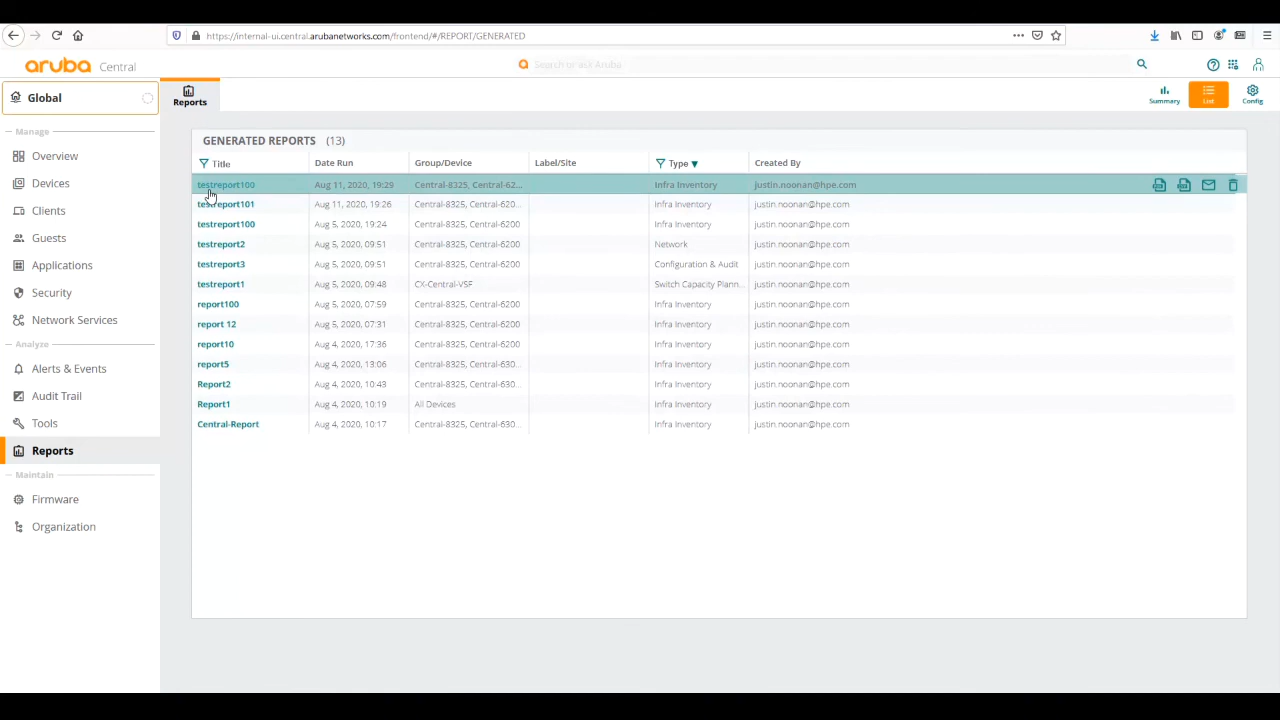 https://internal-ui.central.arubanetworks.com/frontend/#/REPORT/GENERATED
aruba Central
Search or ask Aruba
Global
Reports
Summary
List
Config
Manage
Overview
Devices
Clients
Guests
Applications
Security
Network Services
Analyze
Alerts & Events
Audit Trail
Tools
Reports
Maintain
Firmware
Organization
GENERATED REPORTS (13)
Title Date Run Group/Device Label/Site Type Created By
testreport100 Aug 11, 2020, 19:29 Central-8325, Central-62... Infra Inventory justin.noonan@hpe.com
testreport101 Aug 11, 2020, 19:26 Central-8325, Central-620... Infra Inventory justin.noonan@hpe.com
testreport100 Aug 5, 2020, 19:24 Central-8325, Central-6200 Infra Inventory justin.noonan@hpe.com
testreport2 Aug 5, 2020, 09:51 Central-8325, Central-6200 Network justin.noonan@hpe.com
testreport3 Aug 5, 2020, 09:51 Central-8325, Central-6200 Configuration & Audit justin.noonan@hpe.com
testreport1 Aug 5, 2020, 09:48 CX-Central-VSF Switch Capacity Plann... justin.noonan@hpe.com
report100 Aug 5, 2020, 07:59 Central-8325, Central-6200 Infra Inventory justin.noonan@hpe.com
report 12 Aug 5, 2020, 07:31 Central-8325, Central-6200 Infra Inventory justin.noonan@hpe.com
report10 Aug 4, 2020, 17:36 Central-8325, Central-6200 Infra Inventory justin.noonan@hpe.com
report5 Aug 4, 2020, 13:06 Central-8325, Central-630... Infra Inventory justin.noonan@hpe.com
Report2 Aug 4, 2020, 10:43 Central-8325, Central-630... Infra Inventory justin.noonan@hpe.com
Report1 Aug 4, 2020, 10:19 All Devices Infra Inventory justin.noonan@hpe.com
Central-Report Aug 4, 2020, 10:17 Central-8325, Central-630... Infra Inventory justin.noonan@hpe.com